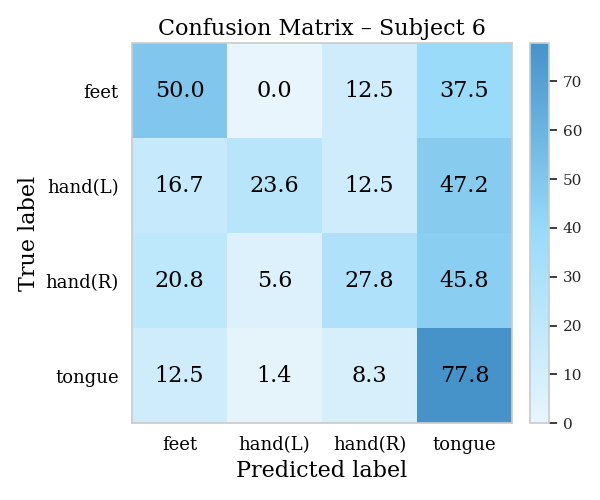 Confusion Matrix – Subject 6
True label
feet 50.0 0.0 12.5 37.5
hand(L) 16.7 23.6 12.5 47.2
hand(R) 20.8 5.6 27.8 45.8
tongue 12.5 1.4 8.3 77.8
feet hand(L) hand(R) tongue
Predicted label
70
60
50
40
30
20
10
0